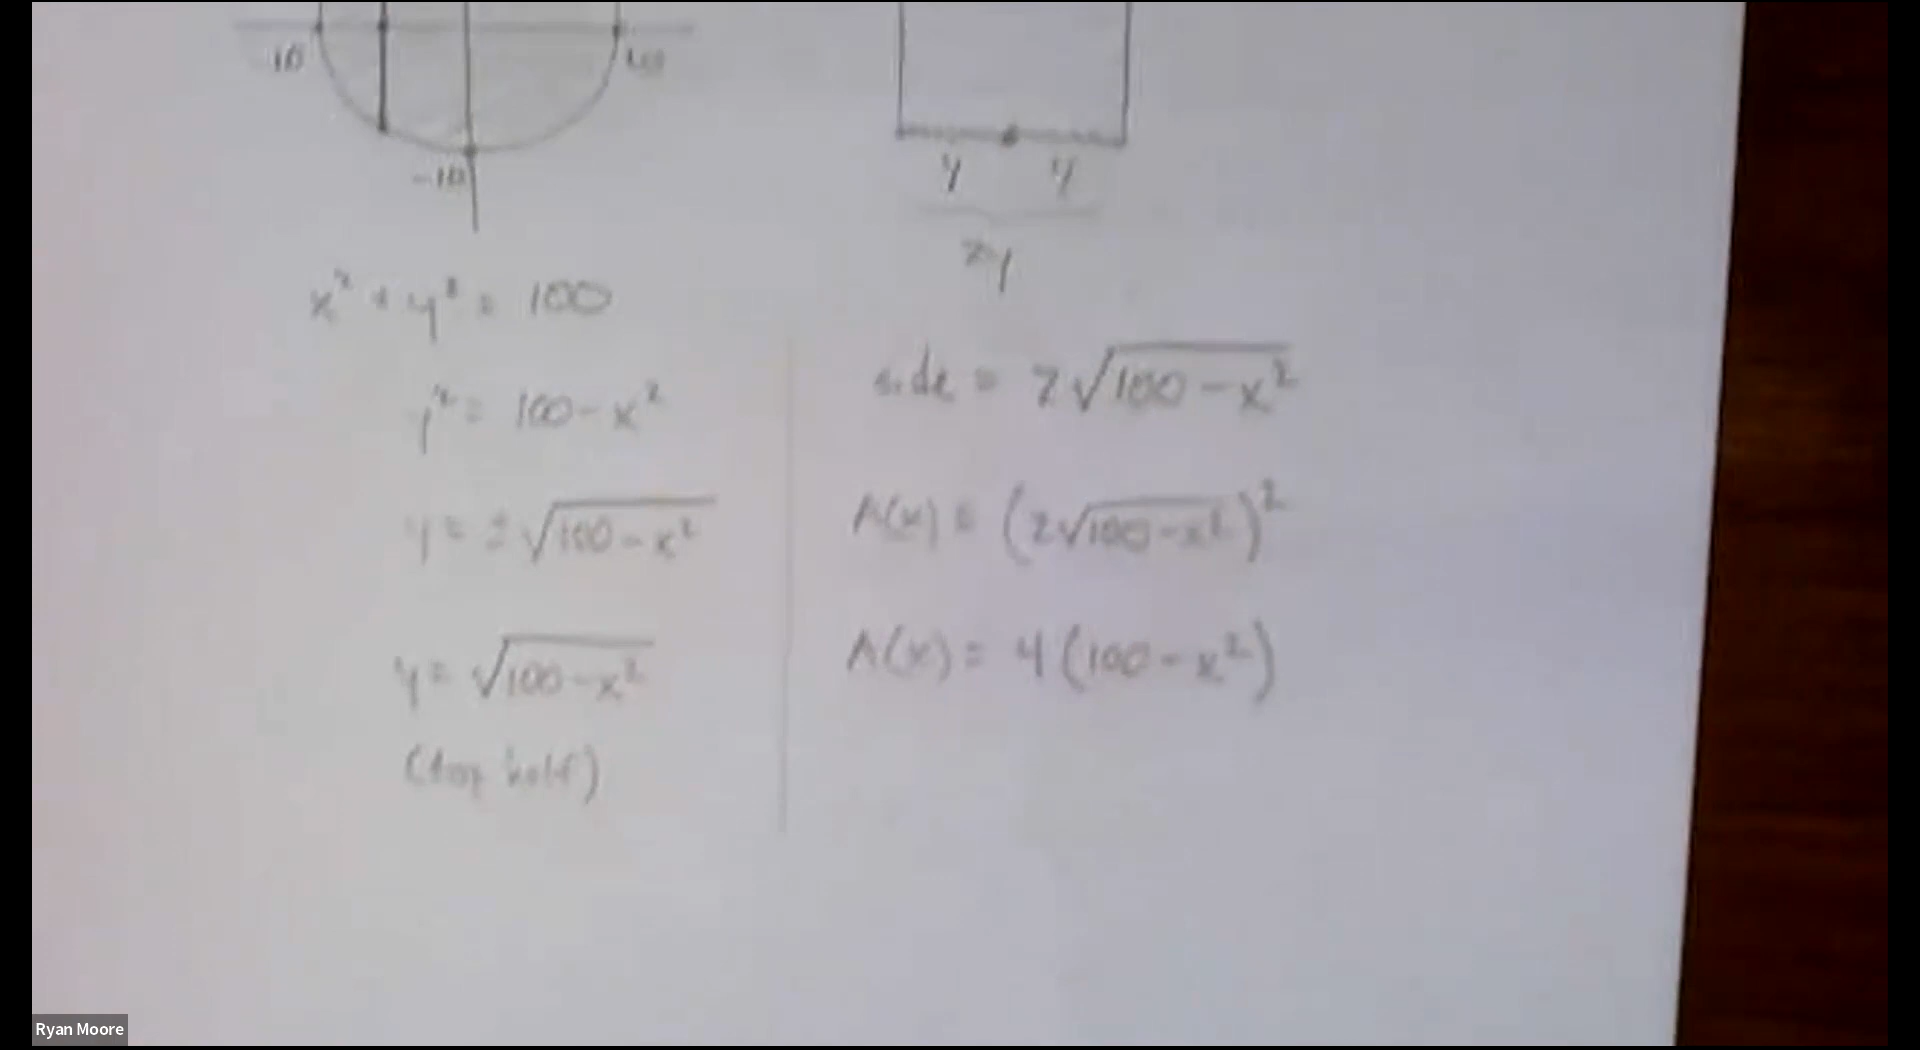 -10 10
-10
y y
2y
x² + y² = 100
y² = 100 - x²
y = ±√(100 - x²)
y = √(100 - x²)
(top half)
side = 2√(100 - x²)
A(x) = (2√(100 - x²))²
A(x) = 4(100 - x²)
Ryan Moore